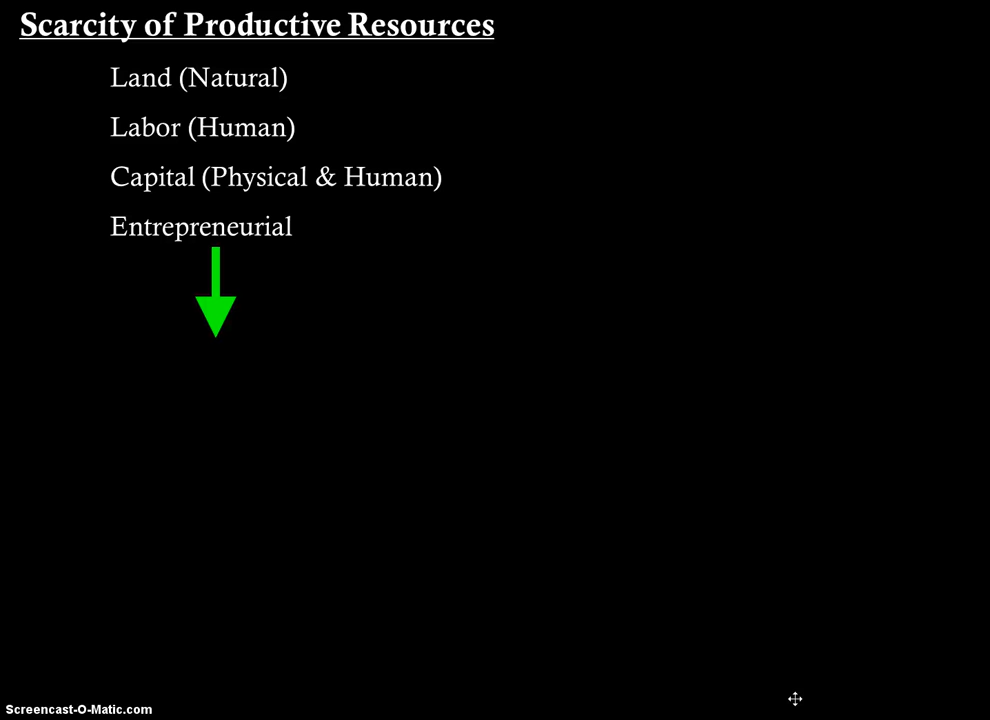 Scarcity of Productive Resources
Land (Natural)
Labor (Human)
Capital (Physical & Human)
Entrepreneurial
Screencast-O-Matic.com